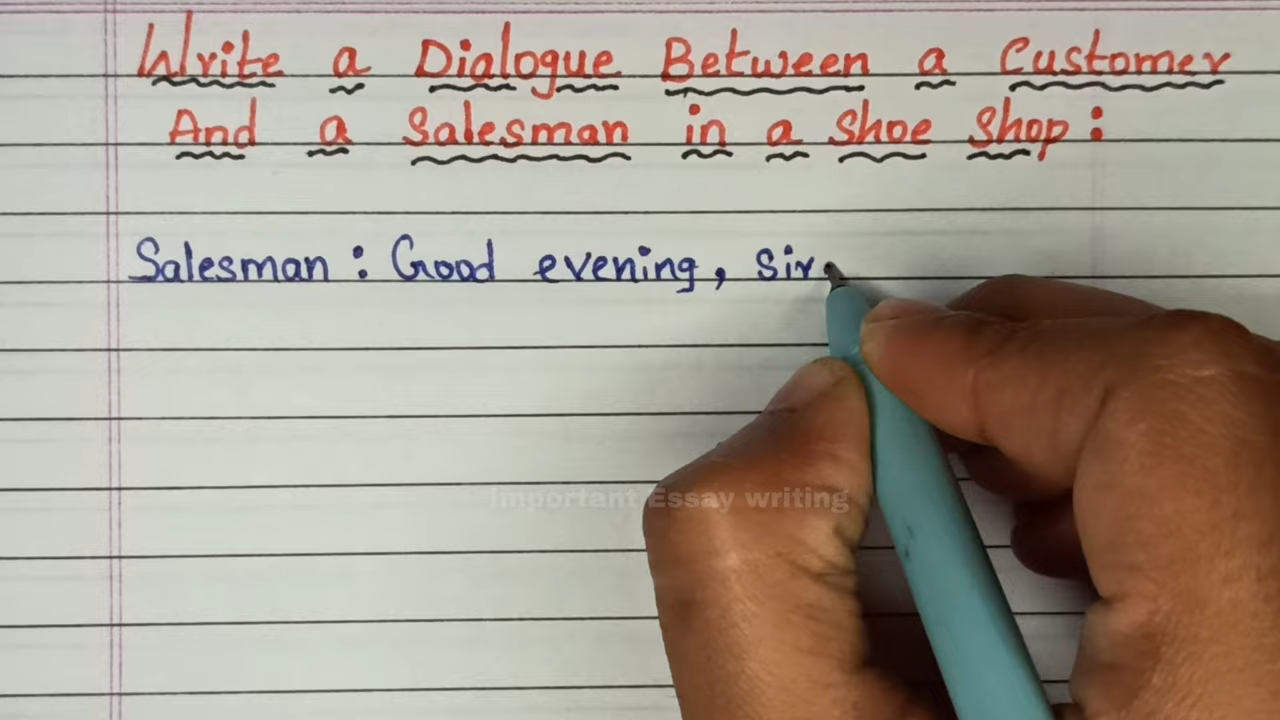 Write a Dialogue Between a Customer
And a Salesman in a Shoe Shop:
Salesman: Good evening, sir.
Important Essay writing